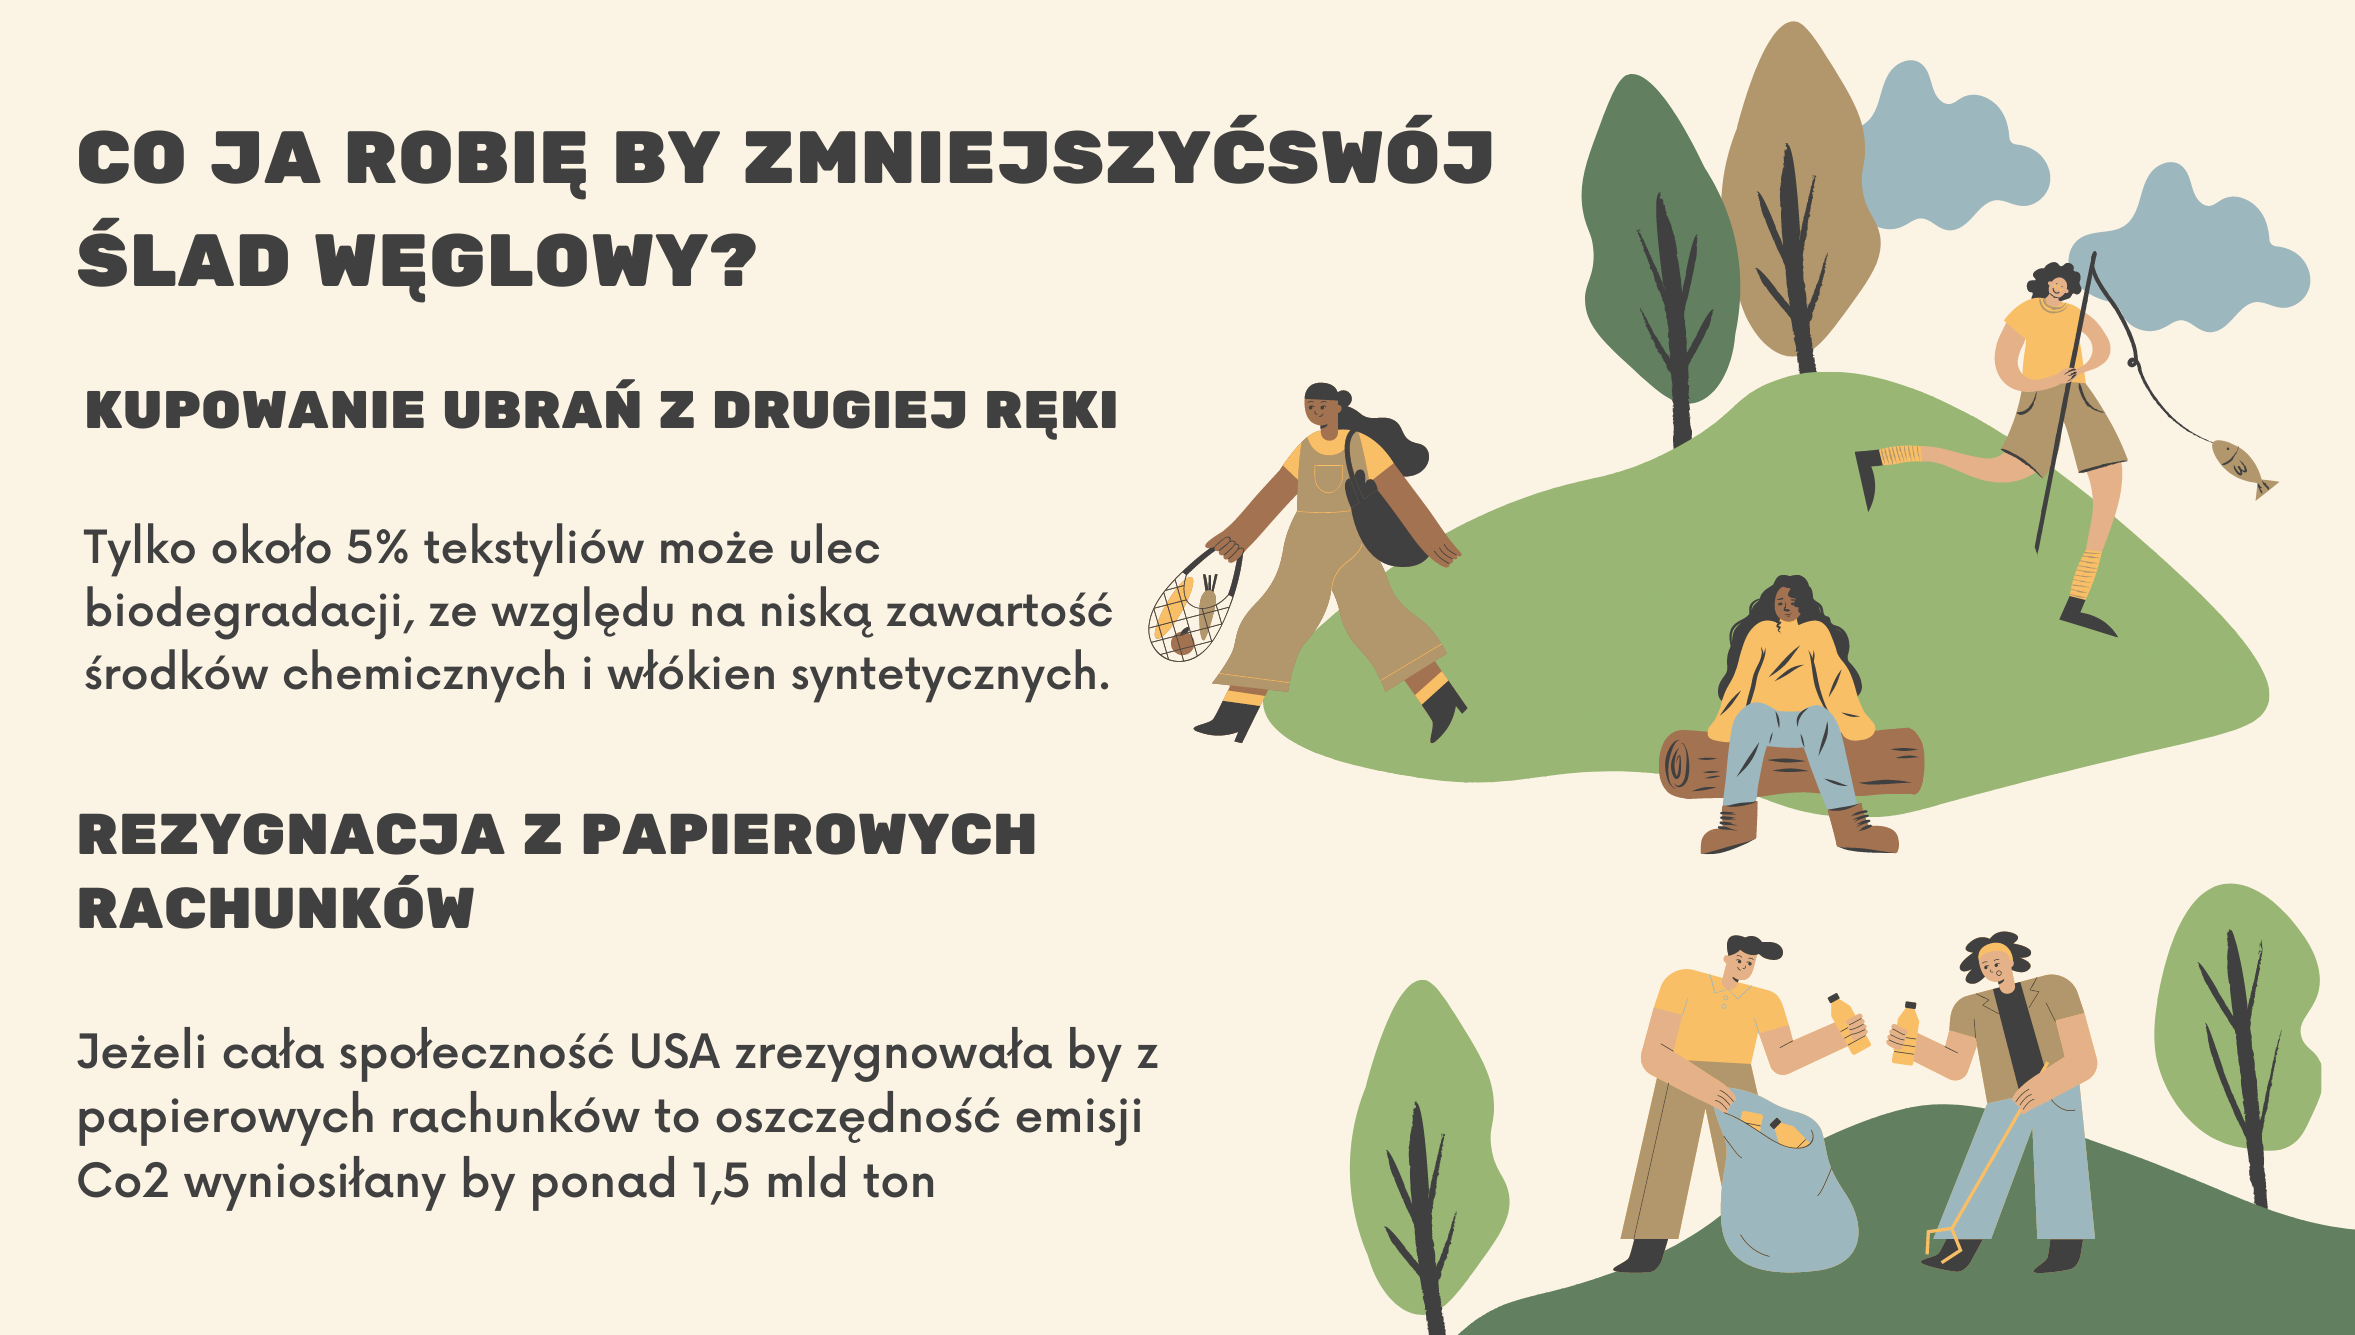 CO JA ROBIĘ BY ZMNIEJSZYĆSWÓJ
ŚLAD WĘGLOWY?
KUPOWANIE UBRAŃ Z DRUGIEJ RĘKI
Tylko około 5% tekstyliów może ulec
biodegradacji, ze względu na niską zawartość
środków chemicznych i włókien syntetycznych.
REZYGNACJA Z PAPIEROWYCH
RACHUNKÓW
Jeżeli cała społeczność USA zrezygnowała by z
papierowych rachunków to oszczędność emisji
Co2 wyniosiłany by ponad 1,5 mld ton